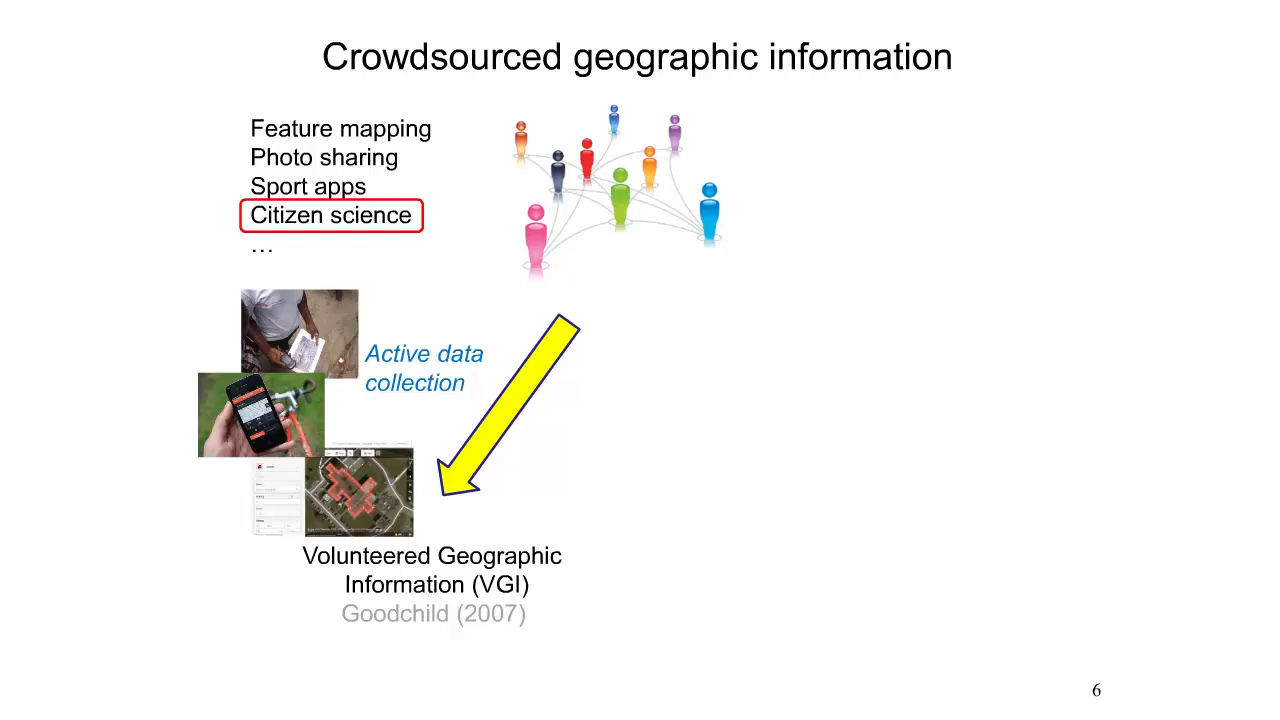 Crowdsourced geographic information
Feature mapping
Photo sharing
Sport apps
Citizen science
…
Active data
collection
Volunteered Geographic
Information (VGI)
Goodchild (2007)
6